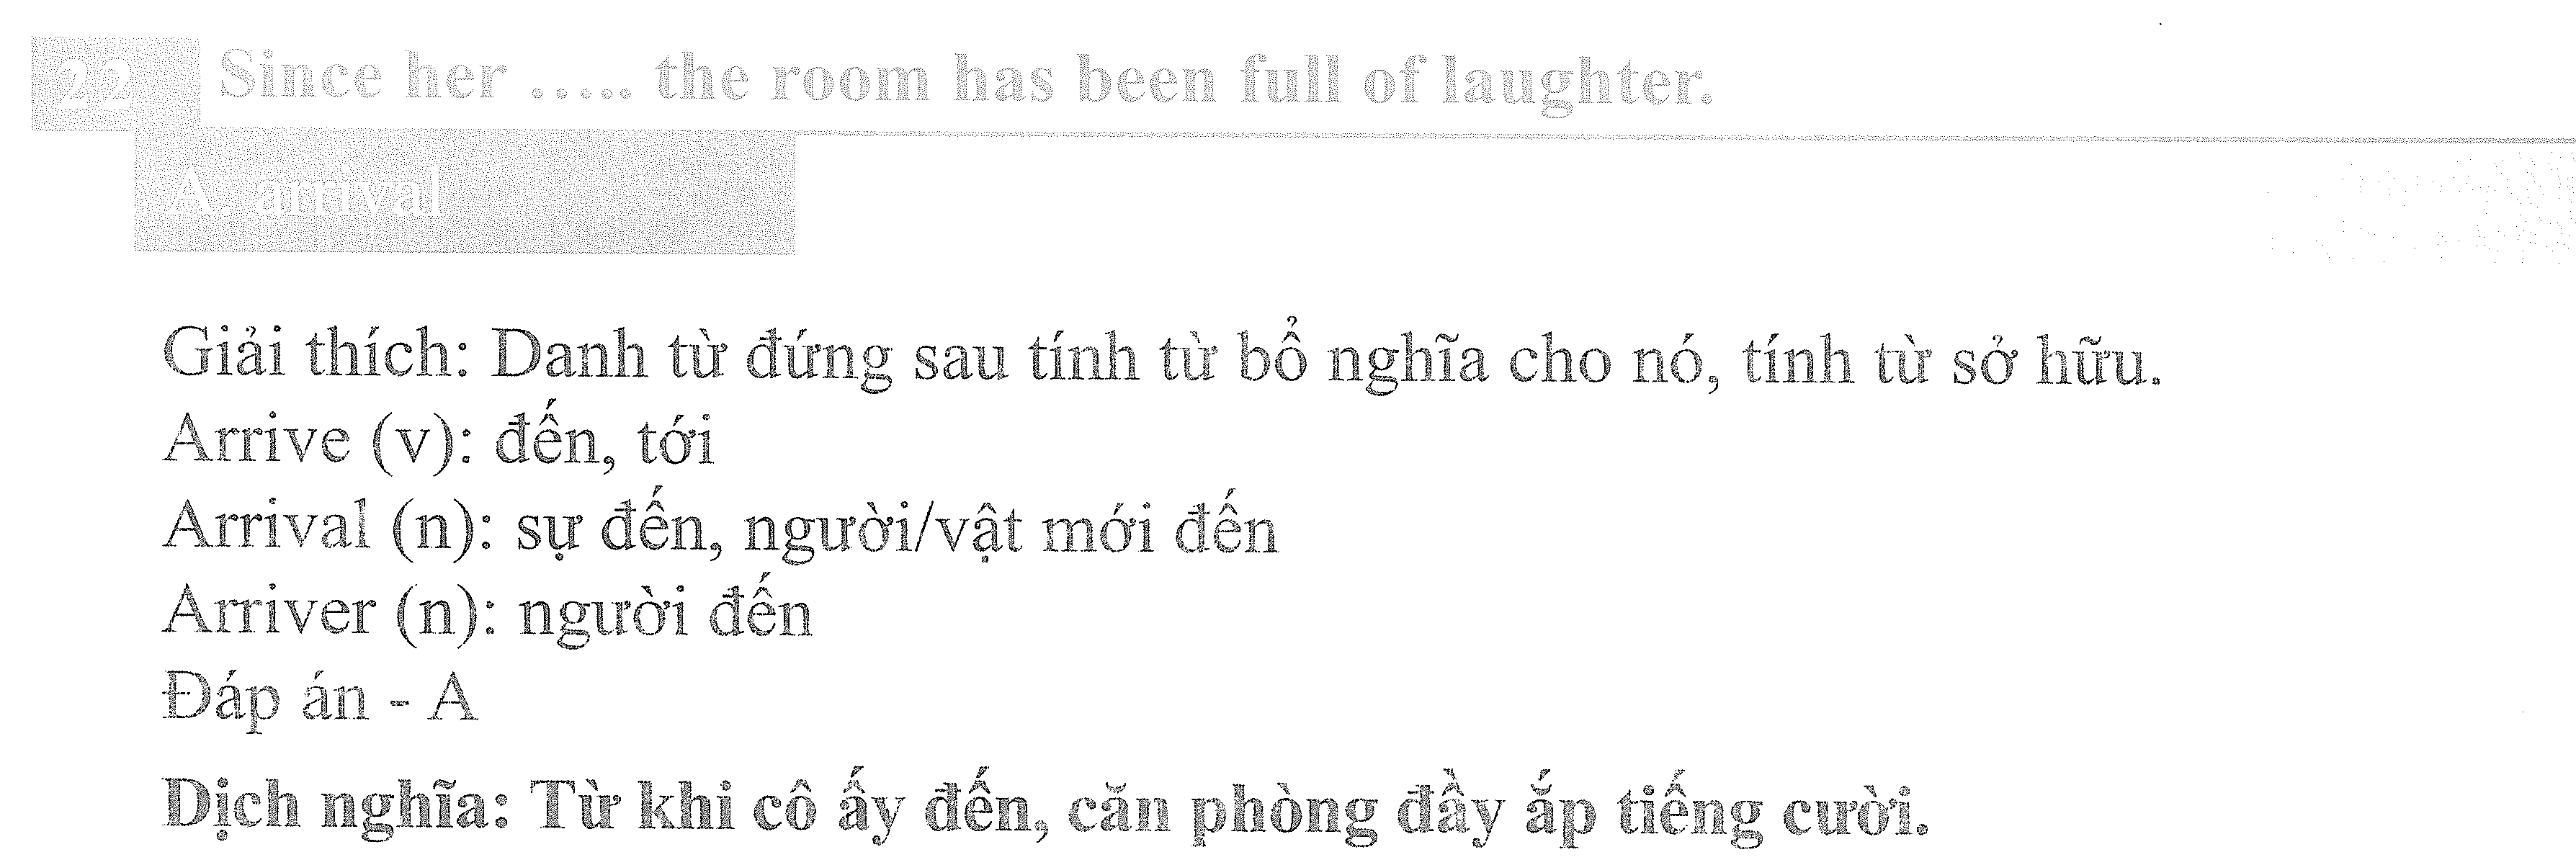 22 Since her ..... the room has been full of laughter.
A. arrival
Giải thích: Danh từ đứng sau tính từ bổ nghĩa cho nó, tính từ sở hữu.
Arrive (v): đến, tới
Arrival (n): sự đến, người/vật mới đến
Arriver (n): người đến
Đáp án - A
Dịch nghĩa: Từ khi cô ấy đến, căn phòng đầy ắp tiếng cười.